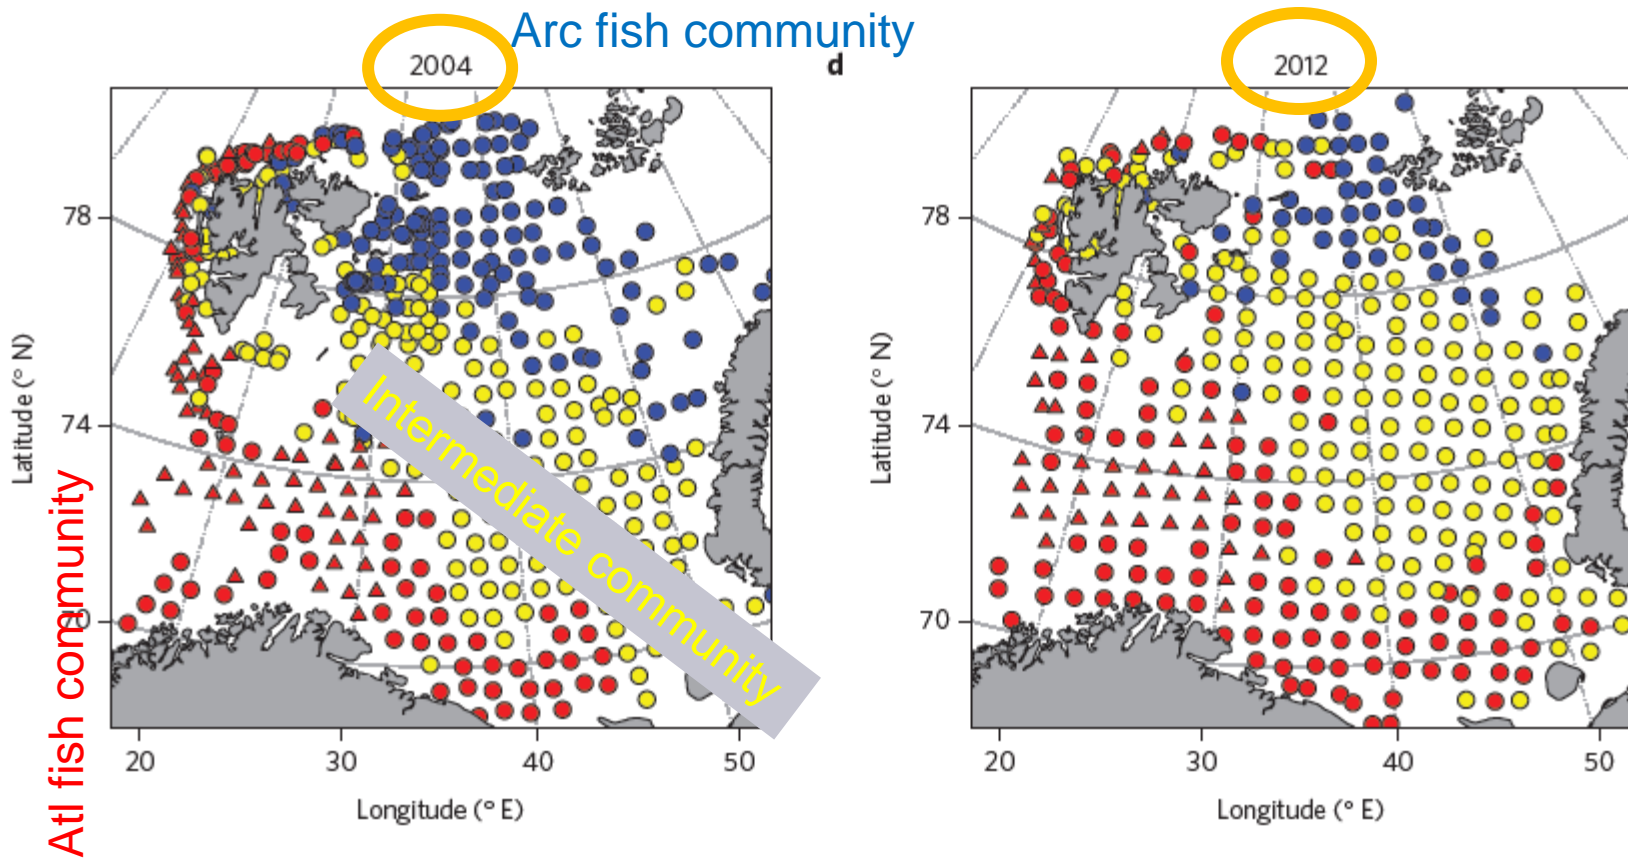 Arc fish community
2004
d
2012
78
74
70
Latitude (° N)
Atl fish community
Intermediate community
20
30
40
50
Longitude (° E)
78
74
70
Latitude (° N)
20
30
40
50
Longitude (° E)